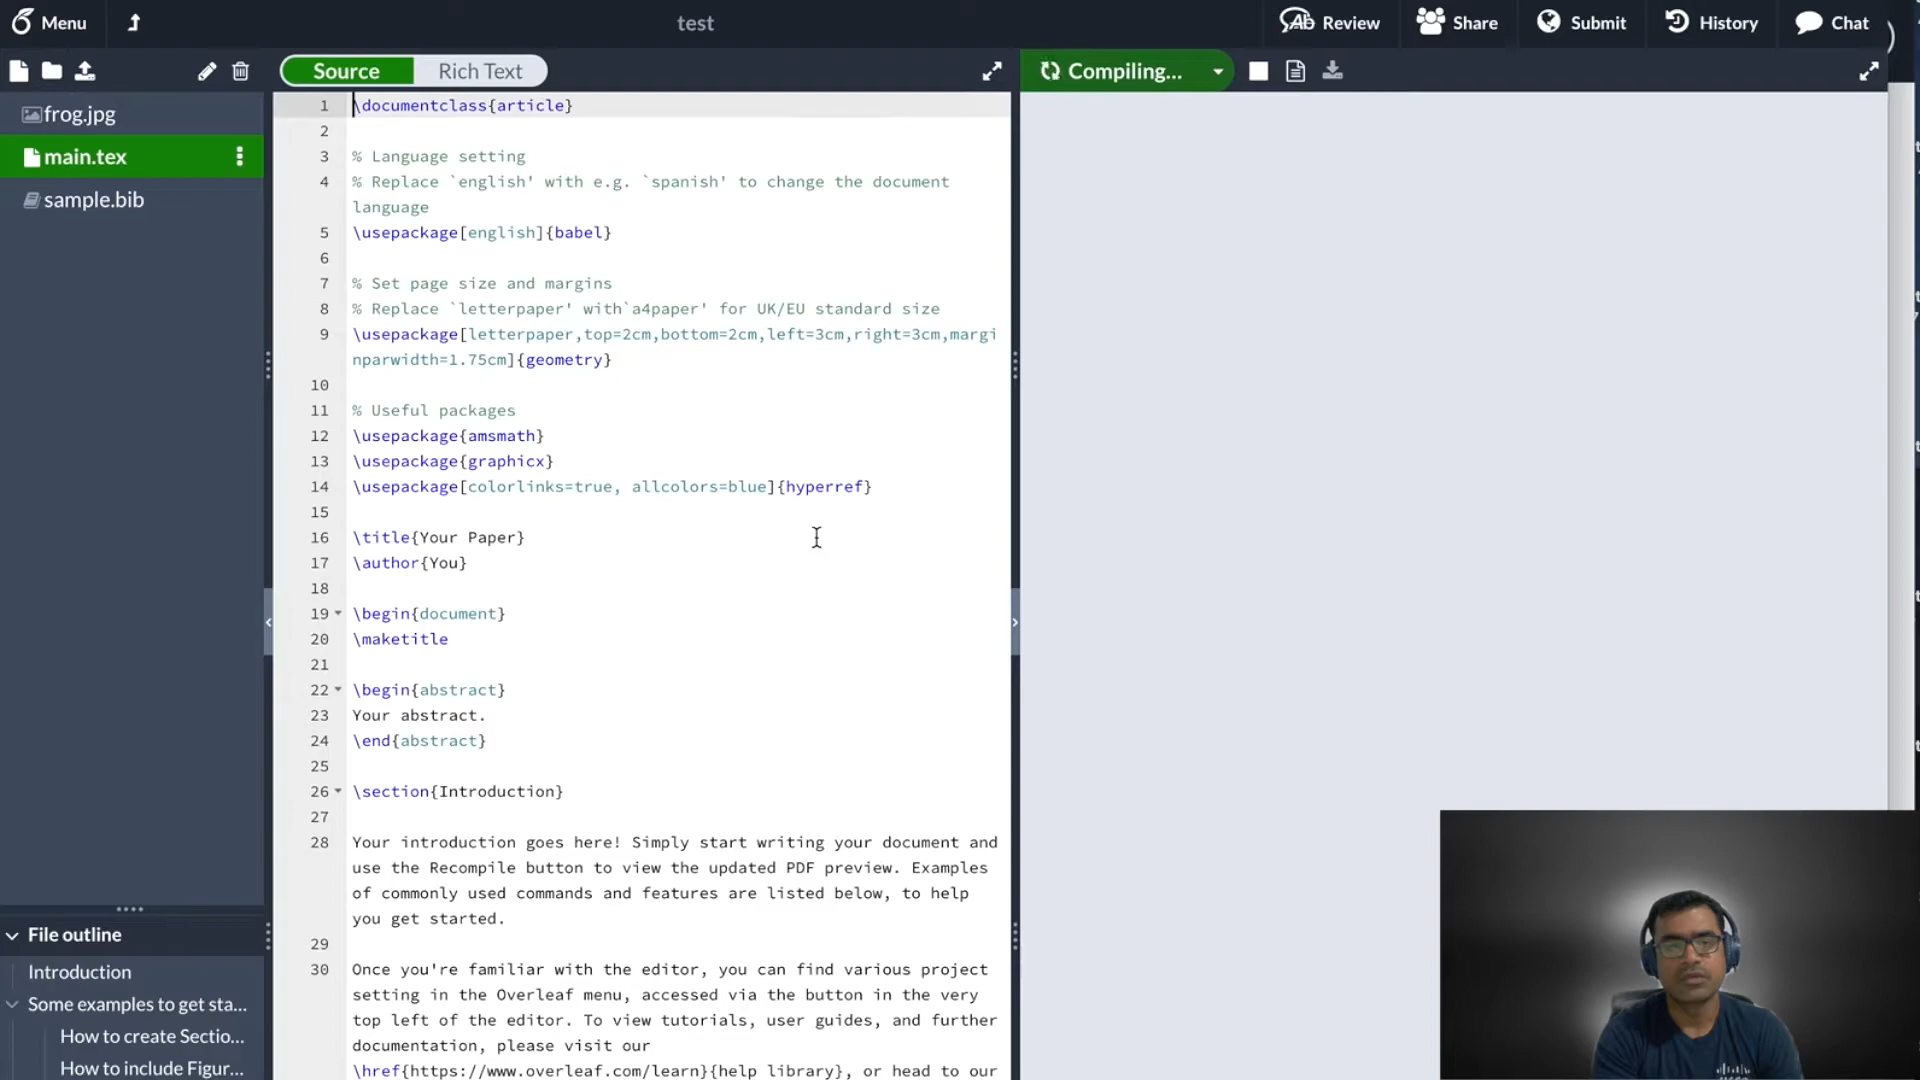 Menu
test
Review
Share
Submit
History
Chat
Source
Rich Text
Compiling...
frog.jpg
main.tex
sample.bib
1 \documentclass{article}
2
3 % Language setting
4 % Replace `english' with e.g. `spanish' to change the document
language
5 \usepackage[english]{babel}
6
7 % Set page size and margins
8 % Replace `letterpaper' with`a4paper' for UK/EU standard size
9 \usepackage[letterpaper,top=2cm,bottom=2cm,left=3cm,right=3cm,margi
nparwidth=1.75cm]{geometry}
10
11 % Useful packages
12 \usepackage{amsmath}
13 \usepackage{graphicx}
14 \usepackage[colorlinks=true, allcolors=blue]{hyperref}
15
16 \title{Your Paper}
17 \author{You}
18
19 \begin{document}
20 \maketitle
21
22 \begin{abstract}
23 Your abstract.
24 \end{abstract}
25
26 \section{Introduction}
27
28 Your introduction goes here! Simply start writing your document and
use the Recompile button to view the updated PDF preview. Examples
of commonly used commands and features are listed below, to help
you get started.
29
30 Once you're familiar with the editor, you can find various project
setting in the Overleaf menu, accessed via the button in the very
top left of the editor. To view tutorials, user guides, and further
documentation, please visit our
\href{https://www.overleaf.com/learn}{help library}, or head to our
File outline
Introduction
Some examples to get sta...
How to create Sectio...
How to include Figur...